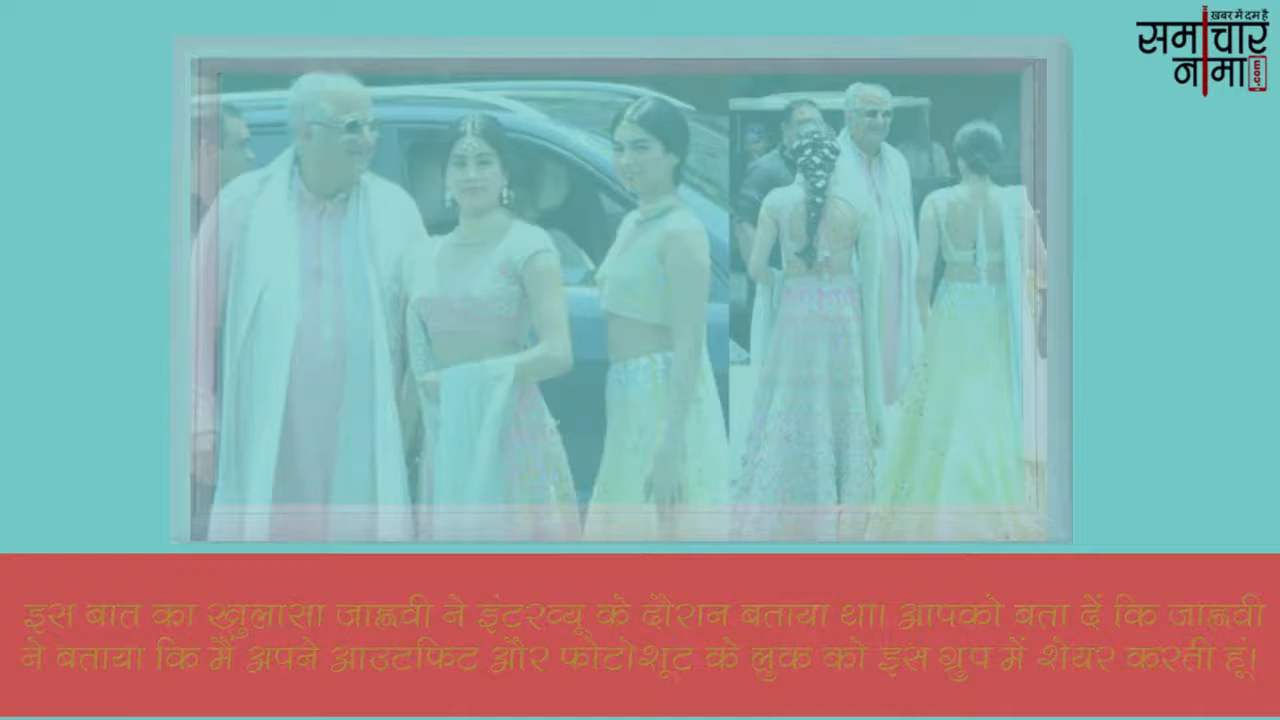 खबर में दम है
समाचार
नामा
.com
इस बात का खुलासा जाह्नवी ने इंटरव्यू के दौरान बताया था। आपको बता दें कि जाह्नवी
ने बताया कि मैं अपने आउटफिट और फोटोशूट के लुक को इस ग्रुप में शेयर करती हूं।